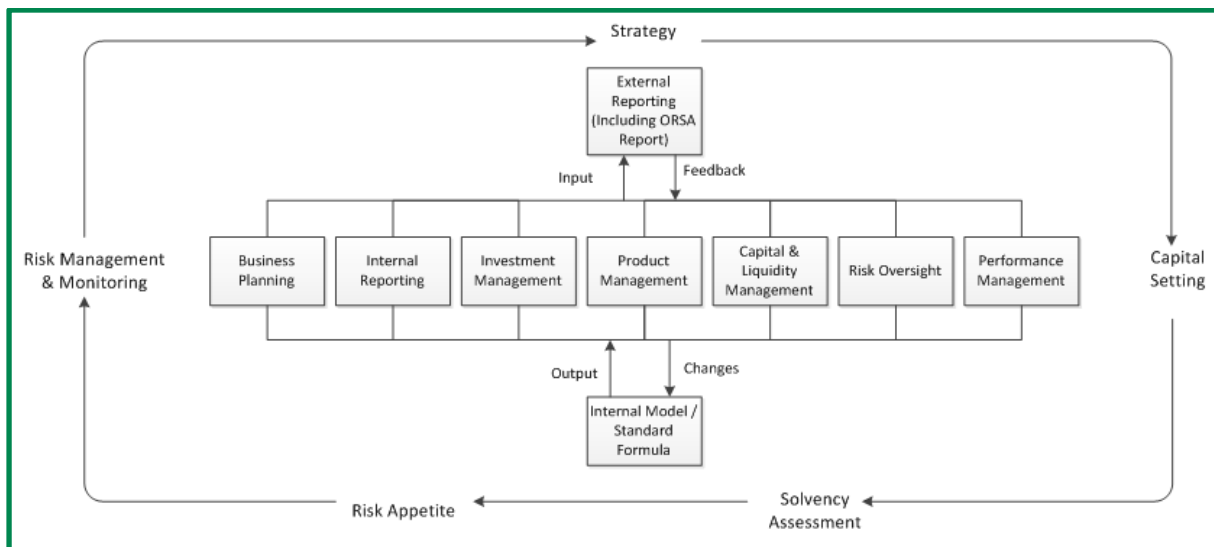 Strategy
External
Reporting
(Including ORSA
Report)
Input
Feedback
Risk Management
& Monitoring
Business
Planning
Internal
Reporting
Investment
Management
Product
Management
Capital &
Liquidity
Management
Risk Oversight
Performance
Management
Capital
Setting
Output
Changes
Internal Model /
Standard
Formula
Risk Appetite
Solvency
Assessment